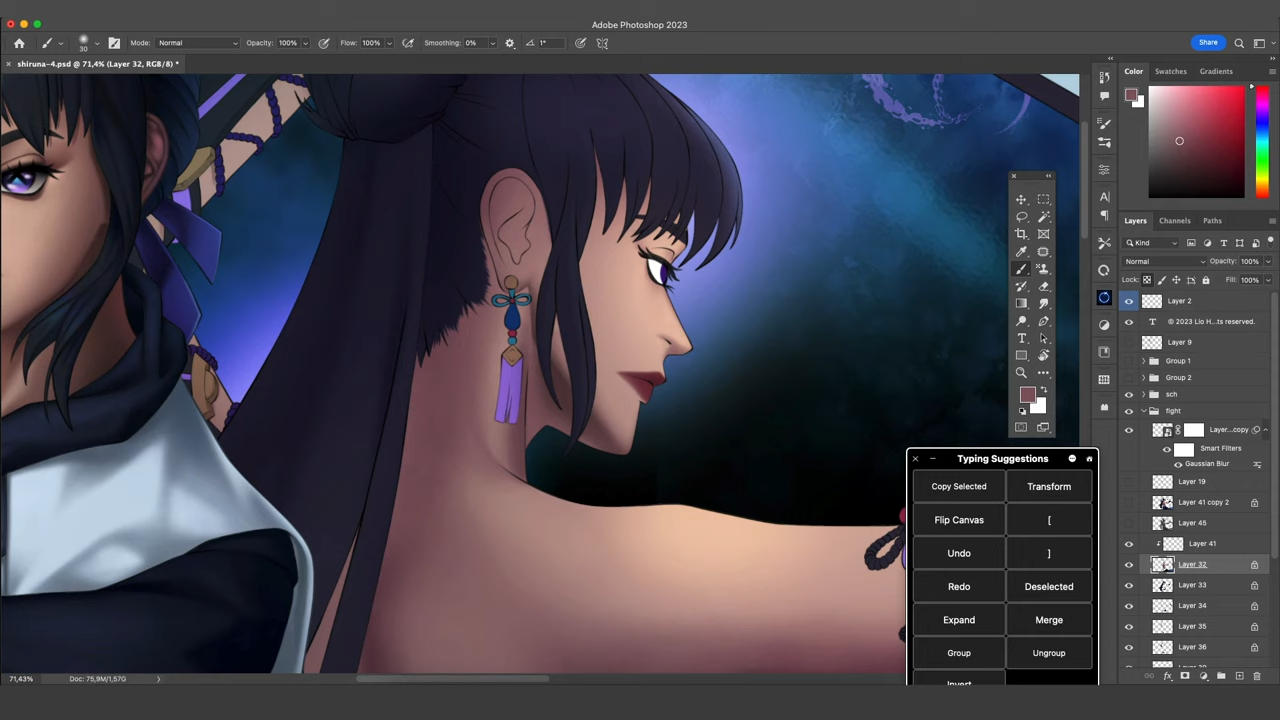 Adobe Photoshop 2023
30
Mode: Normal
Opacity: 100%
Flow: 100%
Smoothing: 0%
1°
Share
shiruna-4.psd @ 71,4% (Layer 32, RGB/8) *
Color
Swatches
Gradients
Layers
Channels
Paths
Kind
Normal
Opacity: 100%
Lock:
Fill: 100%
Layer 2
© 2023 Lio H...ts reserved.
Layer 9
Group 1
Group 2
sch
fight
Layer...copy
Smart Filters
Gaussian Blur
Layer 19
Layer 41 copy 2
Layer 45
Layer 41
Layer 32
Layer 33
Layer 34
Layer 35
Layer 36
Typing Suggestions
Copy Selected
Transform
Flip Canvas
[
Undo
]
Redo
Deselected
Expand
Merge
Group
Ungroup
Invert
71,43%
Doc: 75,9M/1,57G
fx